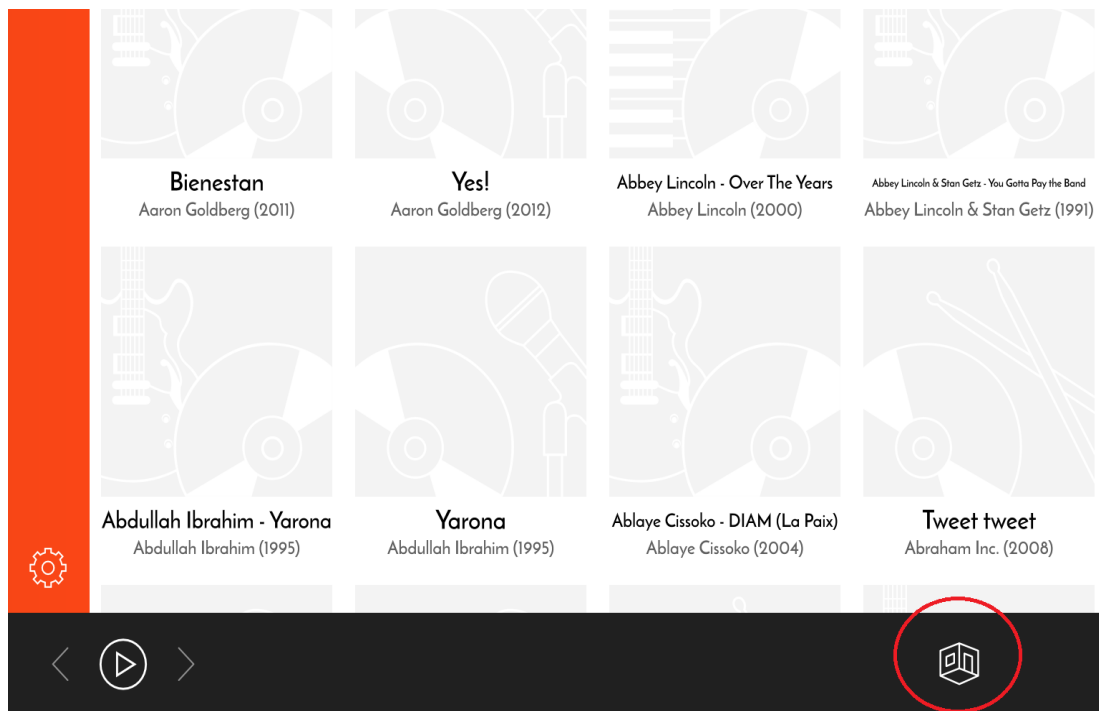 Bienestan
Aaron Goldberg (2011)
Yes!
Aaron Goldberg (2012)
Abbey Lincoln - Over The Years
Abbey Lincoln (2000)
Abbey Lincoln & Stan Getz - You Gotta Pay the Band
Abbey Lincoln & Stan Getz (1991)
Abdullah Ibrahim - Yarona
Abdullah Ibrahim (1995)
Yarona
Abdullah Ibrahim (1995)
Ablaye Cissoko - DIAM (La Paix)
Ablaye Cissoko (2004)
Tweet tweet
Abraham Inc. (2008)